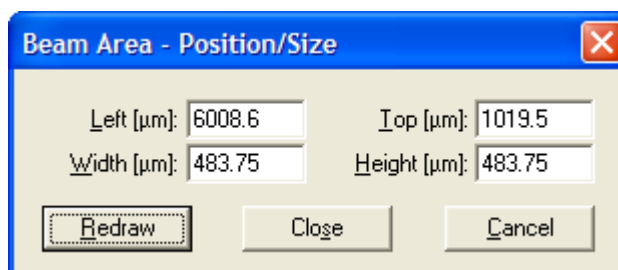 Beam Area - Position/Size
Left [µm]: 6008.6 Top [µm]: 1019.5
Width [µm]: 483.75 Height [µm]: 483.75
Redraw Close Cancel